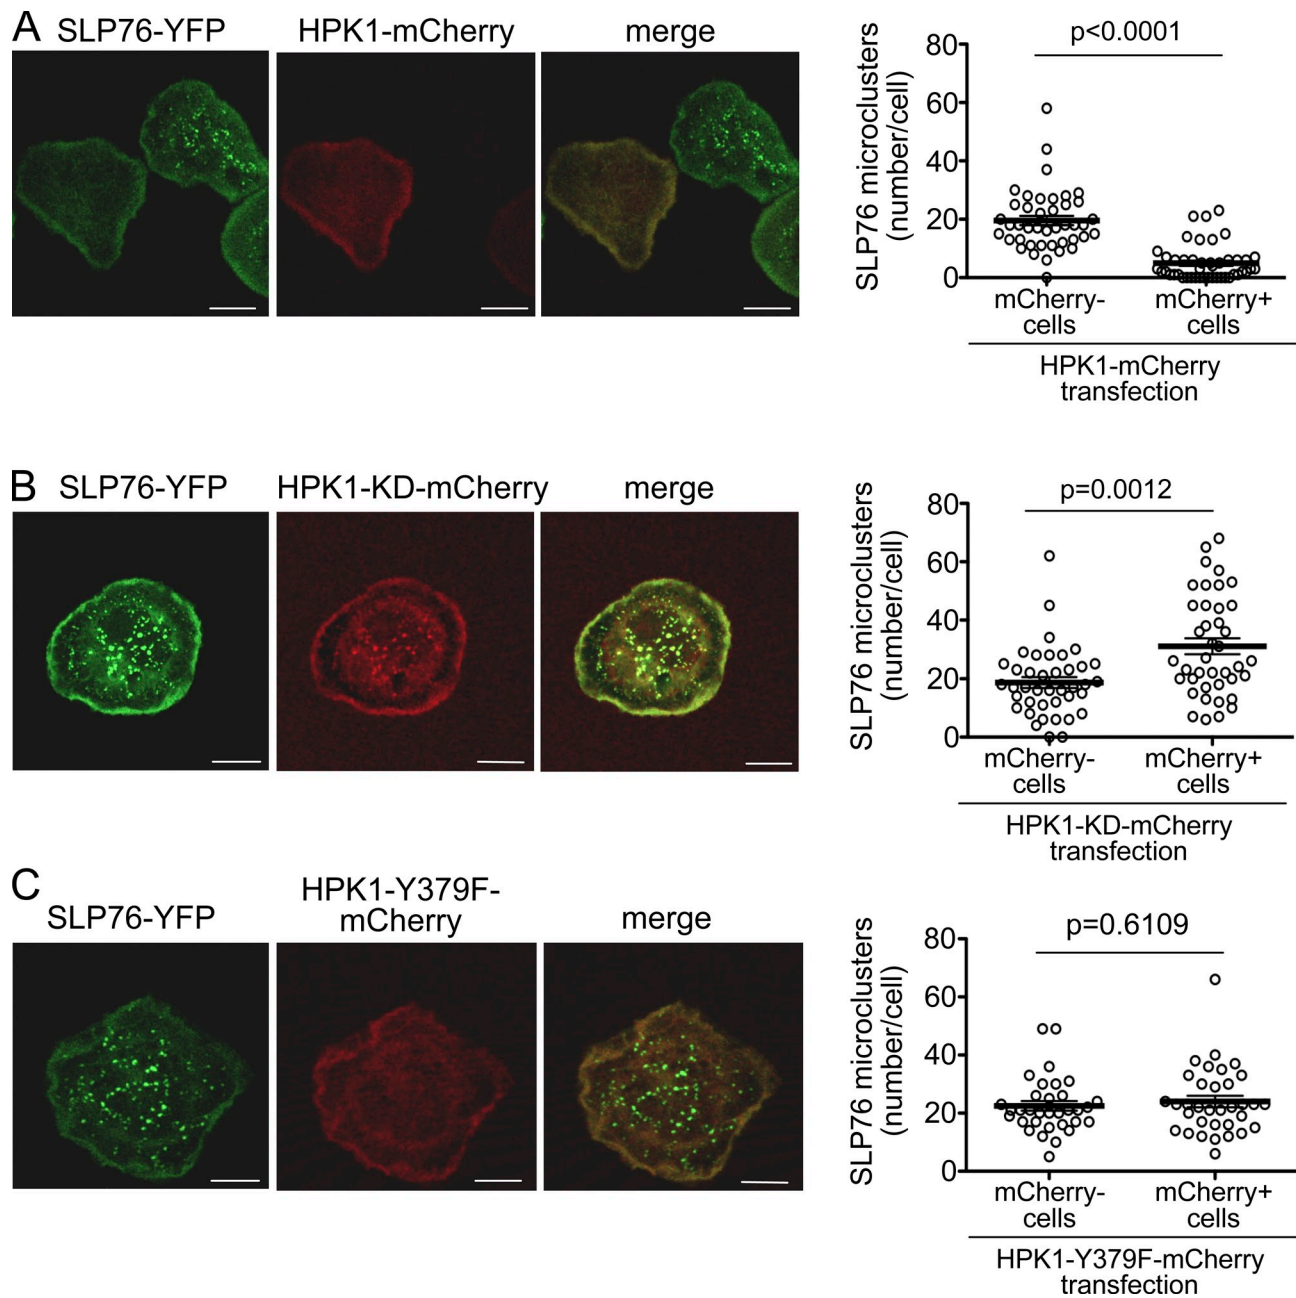 A
SLP76-YFP
HPK1-mCherry
merge
SLP76 microclusters
(number/cell)
80
60
40
20
0
p<0.0001
mCherry-
cells
mCherry+
cells
HPK1-mCherry
transfection
B
SLP76-YFP
HPK1-KD-mCherry
merge
SLP76 microclusters
(number/cell)
80
60
40
20
0
p=0.0012
mCherry-
cells
mCherry+
cells
HPK1-KD-mCherry
transfection
C
SLP76-YFP
HPK1-Y379F-
mCherry
merge
SLP76 microclusters
(number/cell)
80
60
40
20
0
p=0.6109
mCherry-
cells
mCherry+
cells
HPK1-Y379F-mCherry
transfection